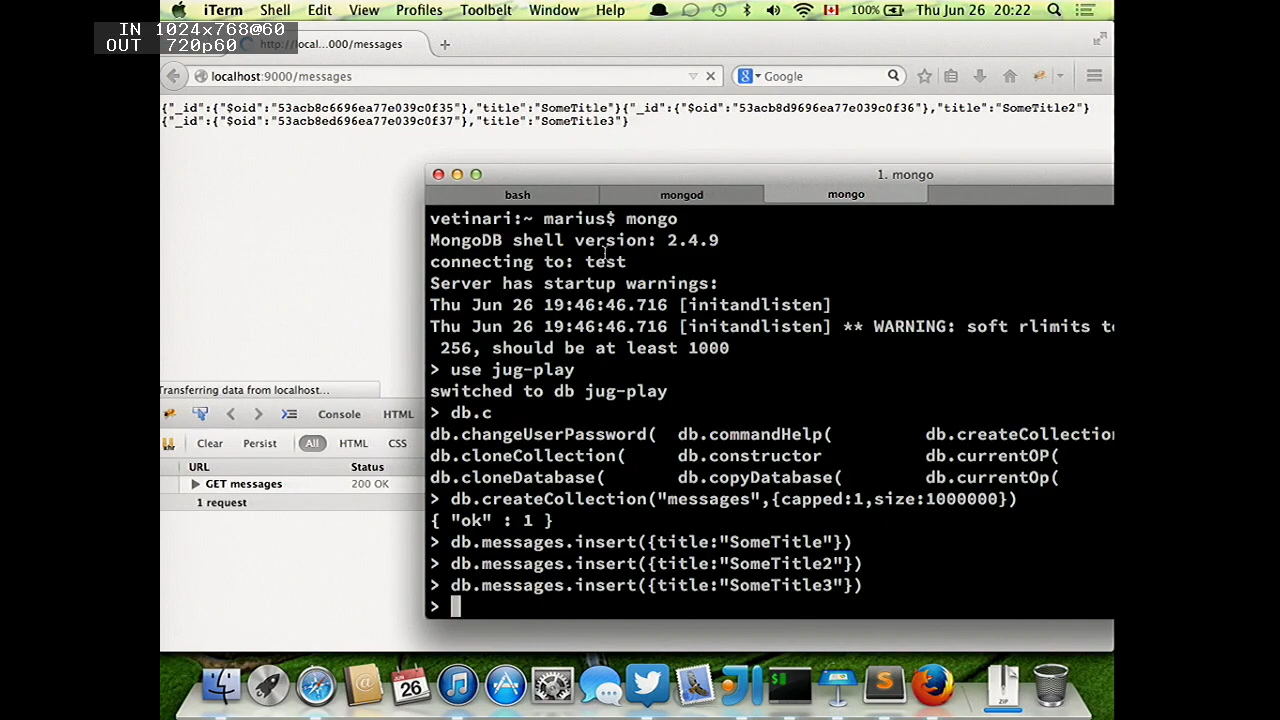 iTerm Shell Edit View Profiles Toolbelt Window Help 100% Thu Jun 26 20:22
IN 1024x768@60
OUT 720p60
http://local...000/messages
localhost:9000/messages
Google
{"_id":{"$oid":"53acb8c6696ea77e039c0f35"},"title":"SomeTitle"}{"_id":{"$oid":"53acb8d9696ea77e039c0f36"},"title":"SomeTitle2"}
{"_id":{"$oid":"53acb8ed696ea77e039c0f37"},"title":"SomeTitle3"}
1. mongo
bash mongod mongo
vetinari:~ marius$ mongo
MongoDB shell version: 2.4.9
connecting to: test
Server has startup warnings:
Thu Jun 26 19:46:46.716 [initandlisten]
Thu Jun 26 19:46:46.716 [initandlisten] ** WARNING: soft rlimits to
256, should be at least 1000
> use jug-play
switched to db jug-play
> db.c
db.changeUserPassword( db.commandHelp( db.createCollection
db.cloneCollection( db.constructor db.currentOP(
db.cloneDatabase( db.copyDatabase( db.currentOp(
> db.createCollection("messages",{capped:1,size:1000000})
{ "ok" : 1 }
> db.messages.insert({title:"SomeTitle"})
> db.messages.insert({title:"SomeTitle2"})
> db.messages.insert({title:"SomeTitle3"})
>
Transferring data from localhost...
Console HTML
Clear Persist All HTML CSS
URL Status
GET messages 200 OK
1 request
26
ZIP